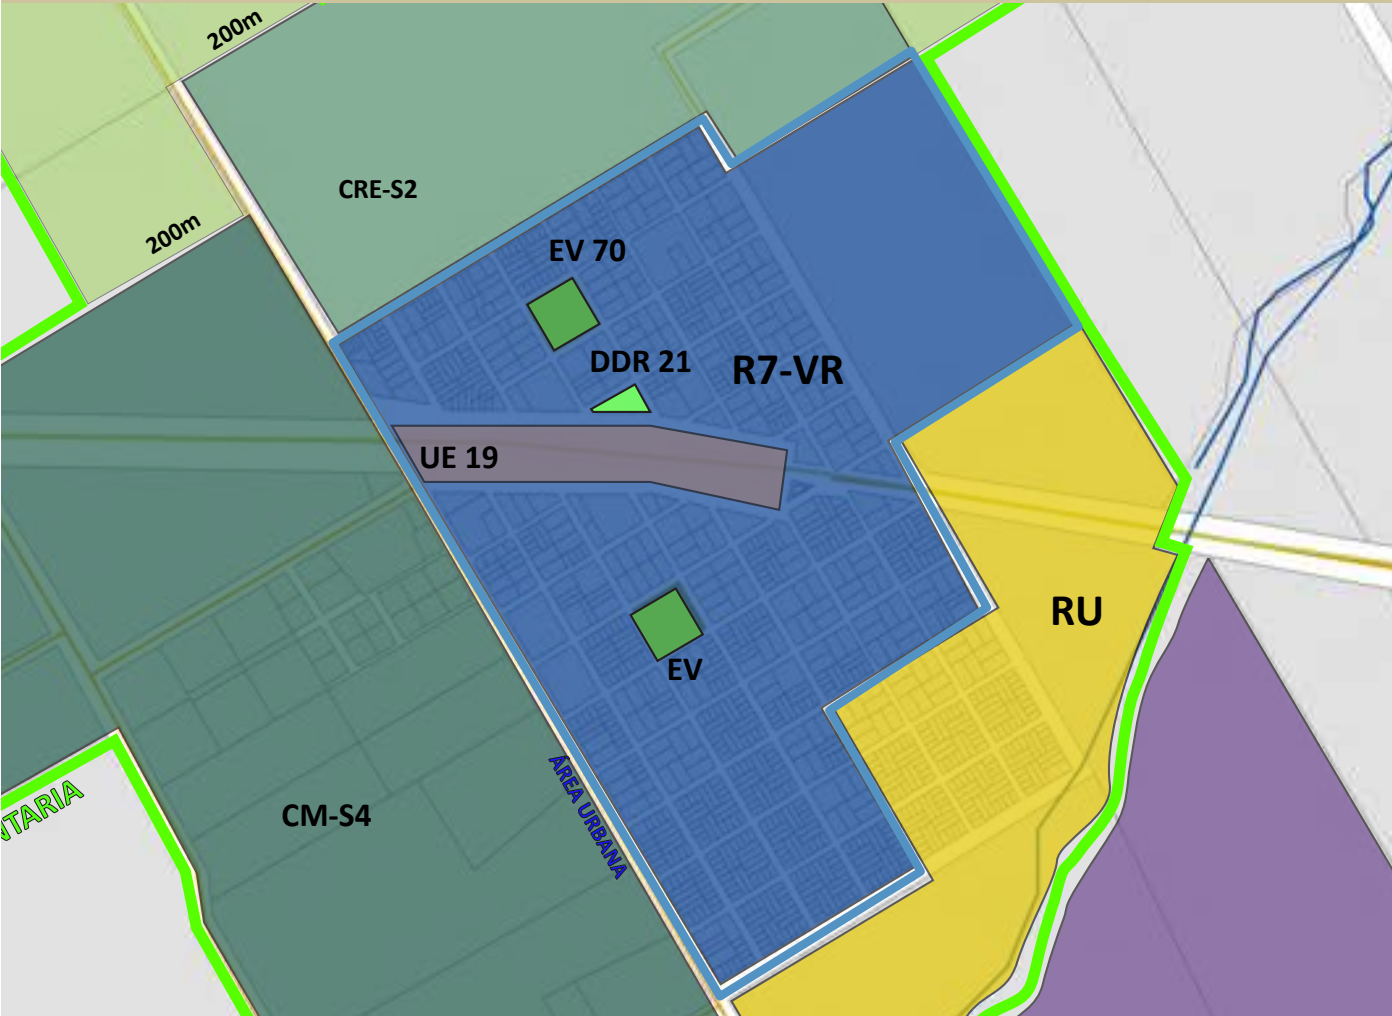 200m
CRE-S2
200m
EV 70
DDR 21
R7-VR
UE 19
RU
EV
AREA URBANA
NTARIA
CM-S4